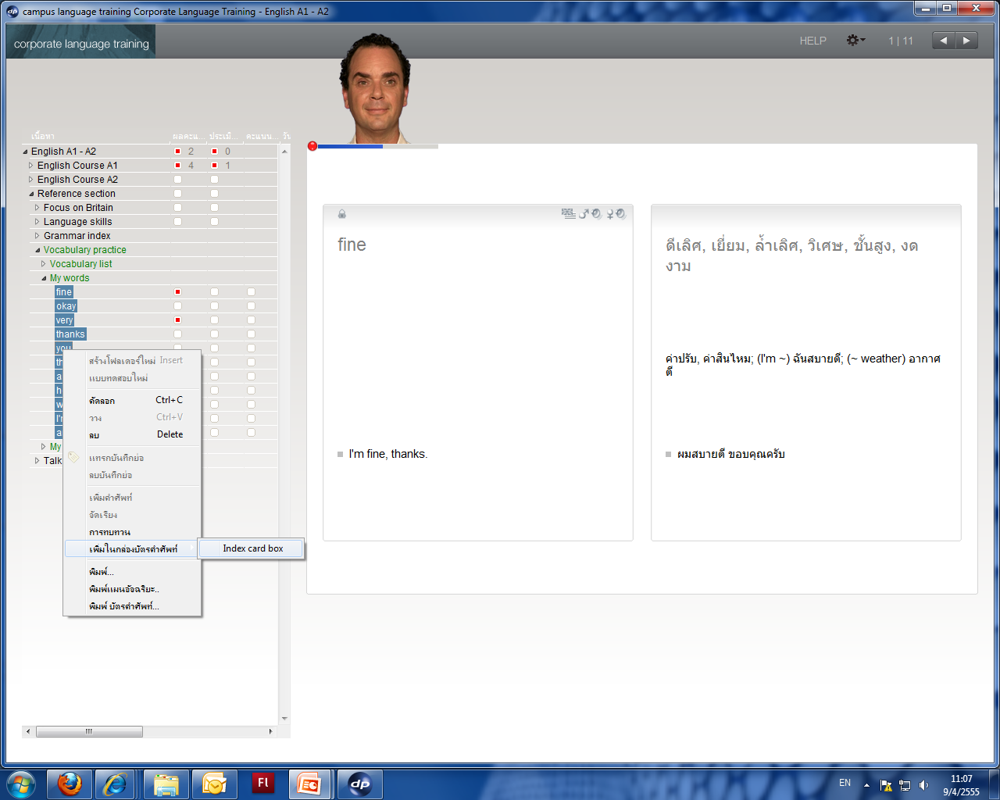 campus language training Corporate Language Training - English A1 - A2
corporate language training
HELP
1 | 11
เนื้อหา ผลคะแ... ประเมิ... คะแนน... วัน
English A1 - A2 2 0
English Course A1 4 1
English Course A2
Reference section
Focus on Britain
Language skills
Grammar index
Vocabulary practice
Vocabulary list
My words
fine
okay
very
thanks
you
th
a
h
w
I'r
a
My
Talk
สร้างโฟลเดอร์ใหม่ Insert
แบบทดสอบใหม่
คัดลอก Ctrl+C
วาง Ctrl+V
ลบ Delete
แทรกบันทึกย่อ
ลบบันทึกย่อ
เพิ่มคำศัพท์
จัดเรียง
การทบทวน
เพิ่มในกล่องบัตรคำศัพท์
Index card box
พิมพ์...
พิมพ์แผนอัจฉริยะ..
พิมพ์ บัตรคำศัพท์...
fine
I'm fine, thanks.
ดีเลิศ, เยี่ยม, ล้ำเลิศ, วิเศษ, ชั้นสูง, งด
งาม
ค่าปรับ, ค่าสินไหม; (I'm ~) ฉันสบายดี; (~ weather) อากาศ
ดี
ผมสบายดี ขอบคุณครับ
Fl
dp
EN
11:07
9/4/2555